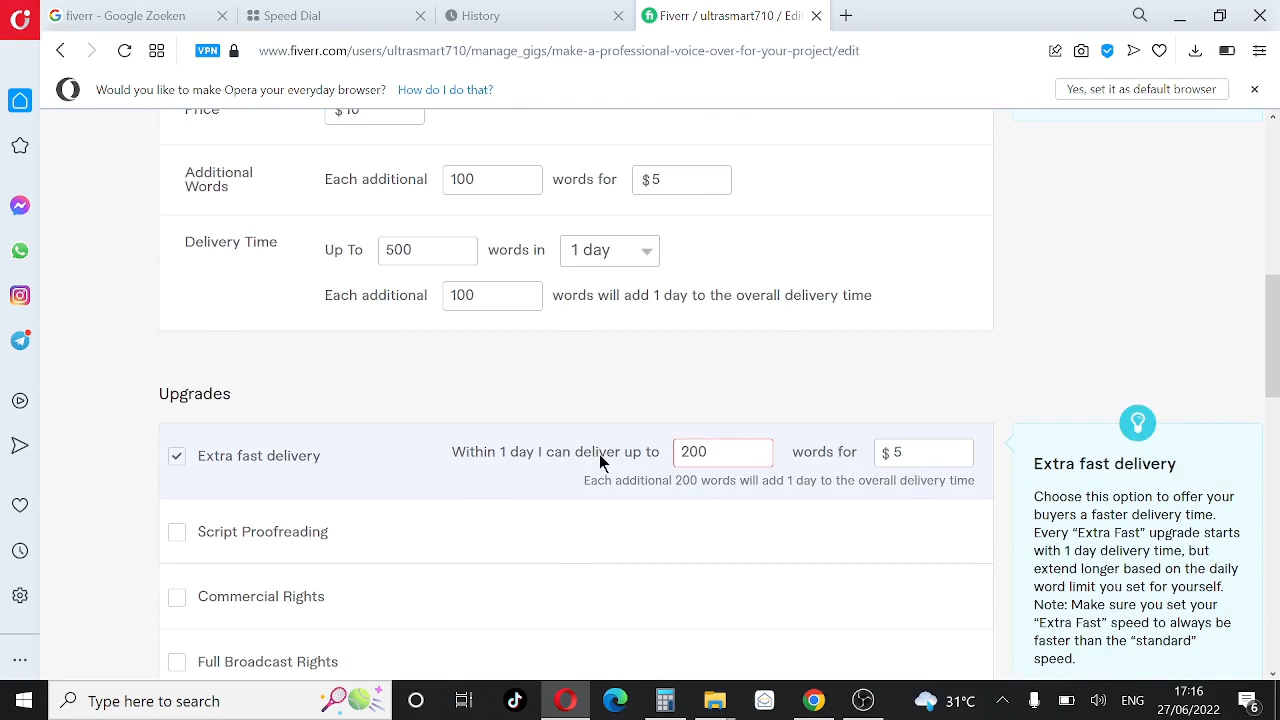 fiverr - Google Zoeken
Speed Dial
History
Fiverr / ultrasmart710 / Edit
VPN
www.fiverr.com/users/ultrasmart710/manage_gigs/make-a-professional-voice-over-for-your-project/edit
Would you like to make Opera your everyday browser? How do I do that?
Yes, set it as default browser
Price
$10
Additional Words
Each additional 100 words for $5
Delivery Time
Up To 500 words in 1 day
Each additional 100 words will add 1 day to the overall delivery time
Upgrades
Extra fast delivery
Within 1 day I can deliver up to 200 words for $5
Each additional 200 words will add 1 day to the overall delivery time
Script Proofreading
Commercial Rights
Full Broadcast Rights
Extra fast delivery
Choose this option to offer your
buyers a faster delivery time.
Every “Extra Fast” upgrade starts
with 1 day delivery time, but
extend longer based on the daily
word limit you set for yourself.
Note: Make sure you set your
“Extra Fast” speed to always be
faster than the “standard”
speed.
Type here to search
31°C
ENG
17:16
27/06/2022
6